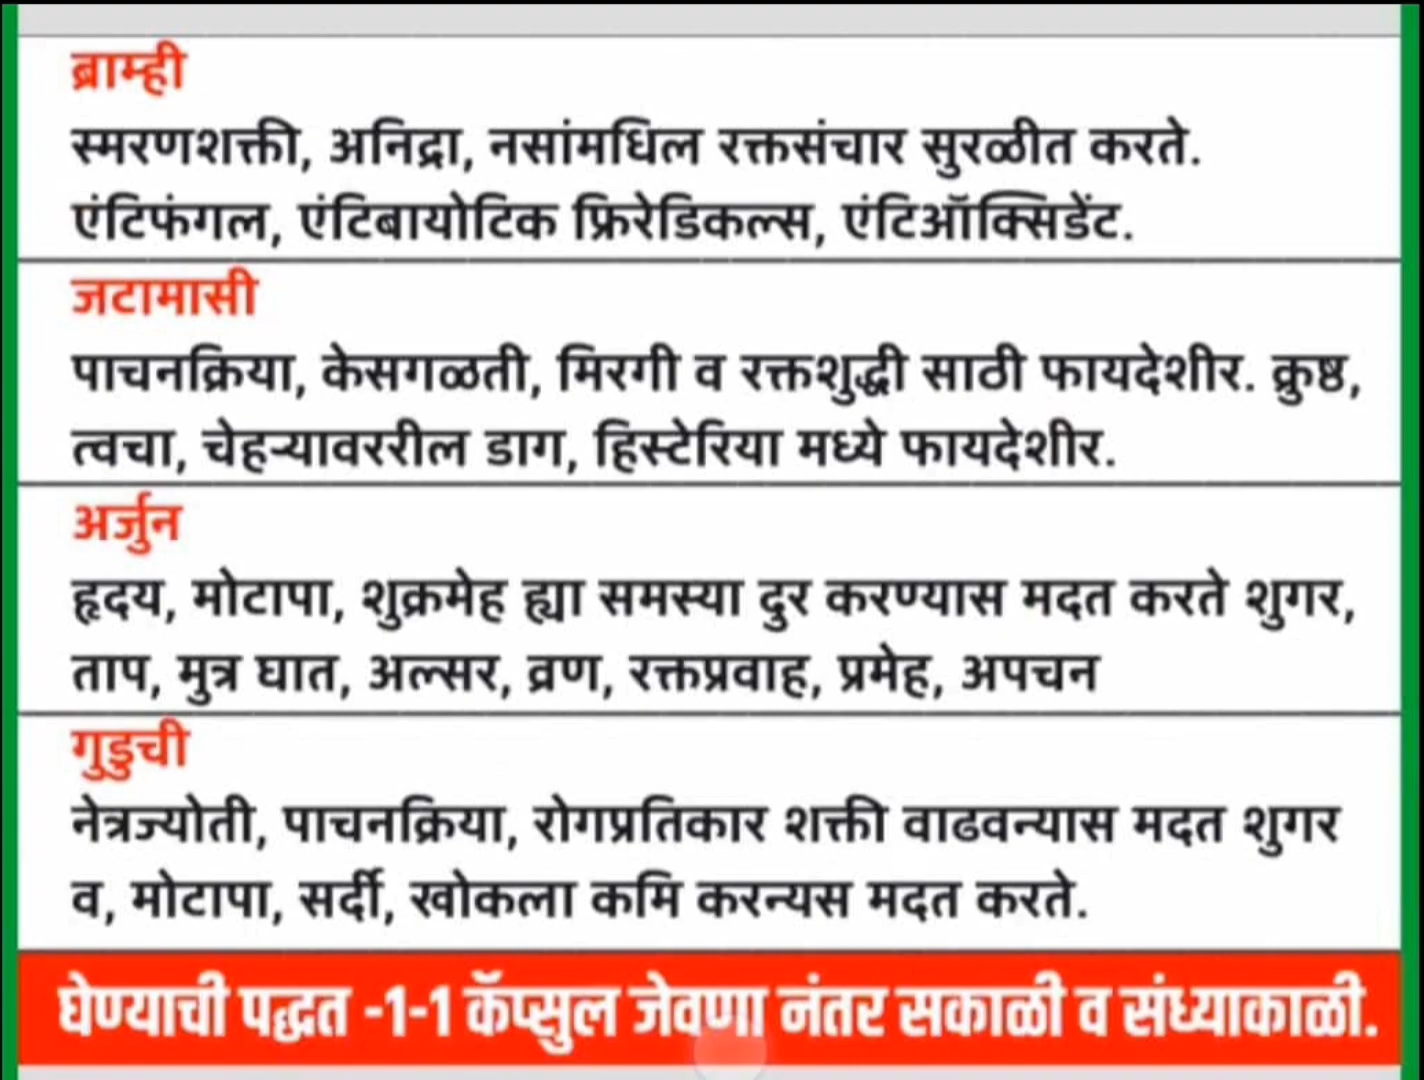 ब्राम्ही
स्मरणशक्ती, अनिद्रा, नसांमधिल रक्तसंचार सुरळीत करते.
एंटिफंगल, एंटिबायोटिक फ्रिरेडिकल्स, एंटिऑक्सिडेंट.
जटामासी
पाचनक्रिया, केसगळती, मिरगी व रक्तशुद्धी साठी फायदेशीर. क्रुष्ठ,
त्वचा, चेहऱ्यावररील डाग, हिस्टेरिया मध्ये फायदेशीर.
अर्जुन
हृदय, मोटापा, शुक्रमेह ह्या समस्या दुर करण्यास मदत करते शुगर,
ताप, मुत्र घात, अल्सर, व्रण, रक्तप्रवाह, प्रमेह, अपचन
गुडुची
नेत्रज्योती, पाचनक्रिया, रोगप्रतिकार शक्ती वाढवन्यास मदत शुगर
व, मोटापा, सर्दी, खोकला कमि करन्यस मदत करते.
घेण्याची पद्धत -1-1 कॅप्सुल जेवणा नंतर सकाळी व संध्याकाळी.